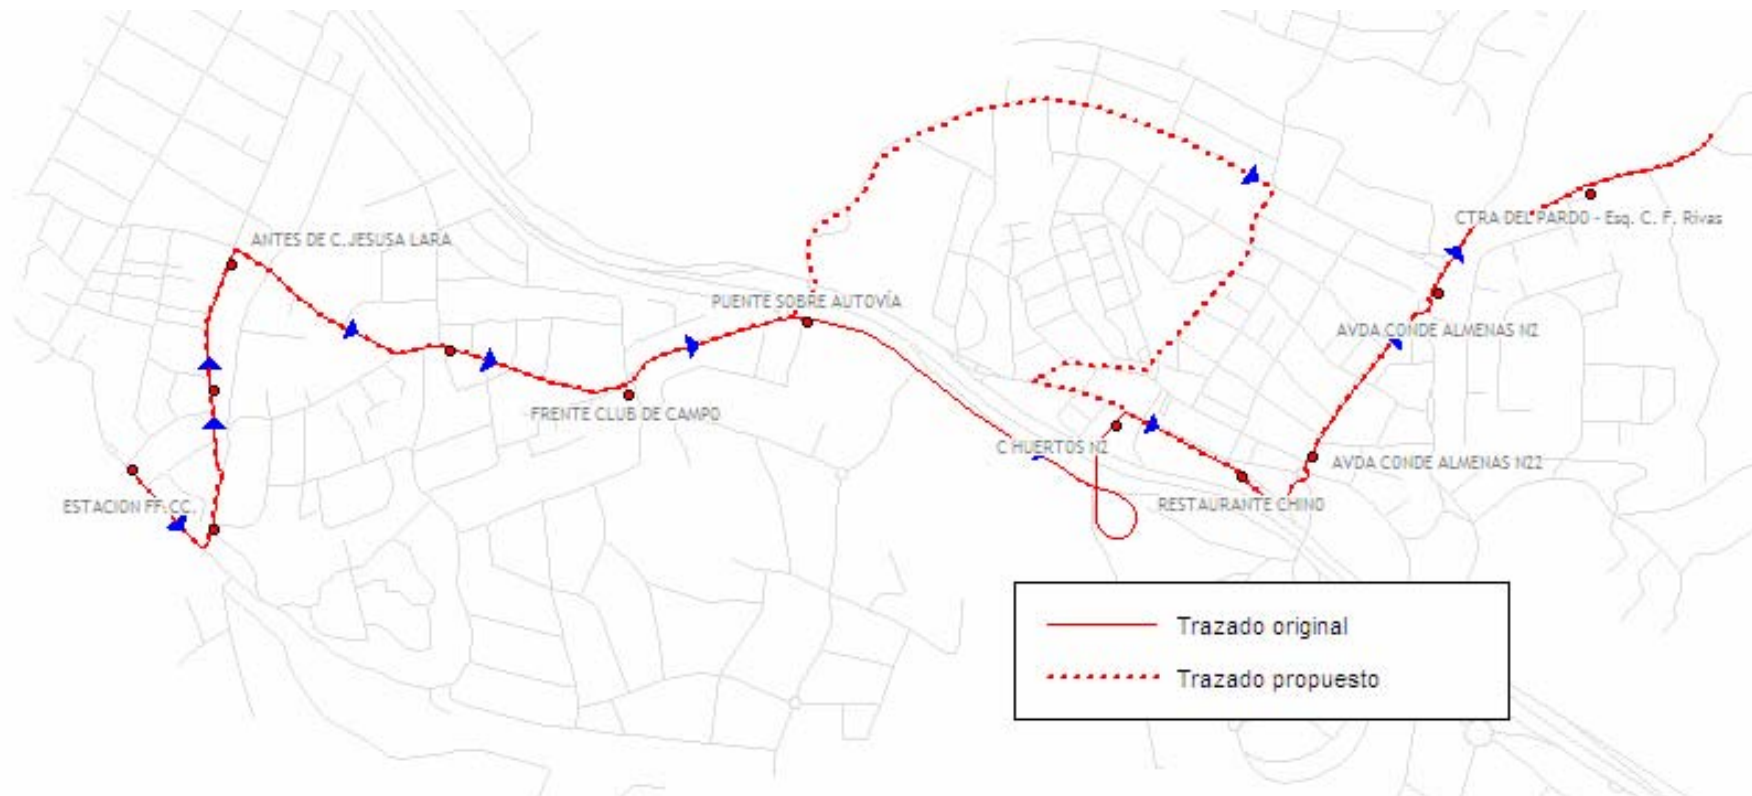 CTRA DEL PARDO - Esq. C. F. Rivas
ANTES DE C. JESUSA LARA
PUENTE SOBRE AUTOVÍA
AVDA CONDE ALMENAS N2
FRENTE CLUB DE CAMPO
C HUERTOS N2
AVDA CONDE ALMENAS N22
ESTACION FF.CC.
RESTAURANTE CHINO
Trazado original
Trazado propuesto